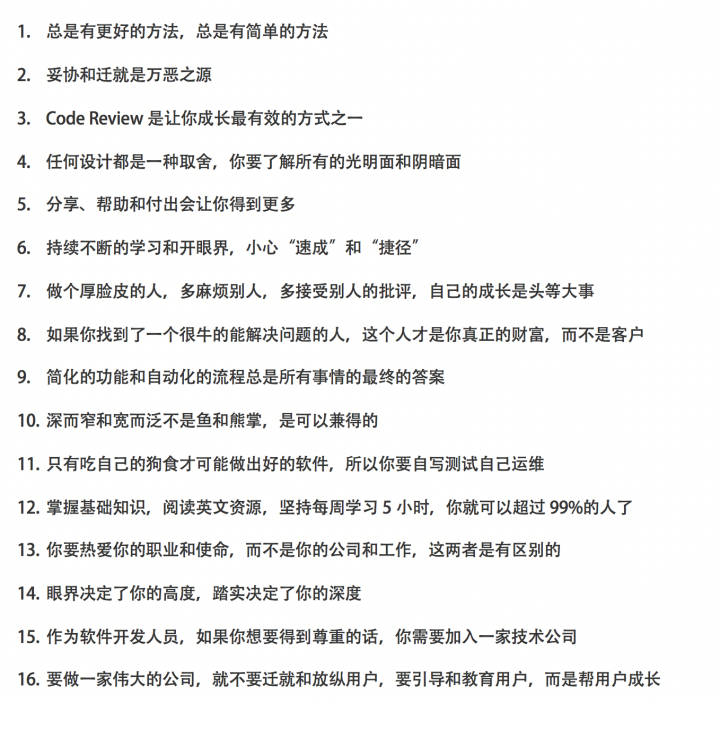 1. 总是有更好的方法，总是有简单的方法
2. 妥协和迁就是万恶之源
3. Code Review 是让你成长最有效的方式之一
4. 任何设计都是一种取舍，你要了解所有的光明面和阴暗面
5. 分享、帮助和付出会让你得到更多
6. 持续不断的学习和开眼界，小心“速成”和“捷径”
7. 做个厚脸皮的人，多麻烦别人，多接受别人的批评，自己的成长是头等大事
8. 如果你找到了一个很牛的能解决问题的人，这个人才是你真正的财富，而不是客户
9. 简化的功能和自动化的流程总是所有事情的最终的答案
10. 深而窄和宽而泛不是鱼和熊掌，是可以兼得的
11. 只有吃自己的狗食才可能做出好的软件，所以你要自写测试自己运维
12. 掌握基础知识，阅读英文资源，坚持每周学习 5 小时，你就可以超过 99%的人了
13. 你要热爱你的职业和使命，而不是你的公司和工作，这两者是有区别的
14. 眼界决定了你的高度，踏实决定了你的深度
15. 作为软件开发人员，如果你想要得到尊重的话，你需要加入一家技术公司
16. 要做一家伟大的公司，就不要迁就和放纵用户，要引导和教育用户，而是帮用户成长